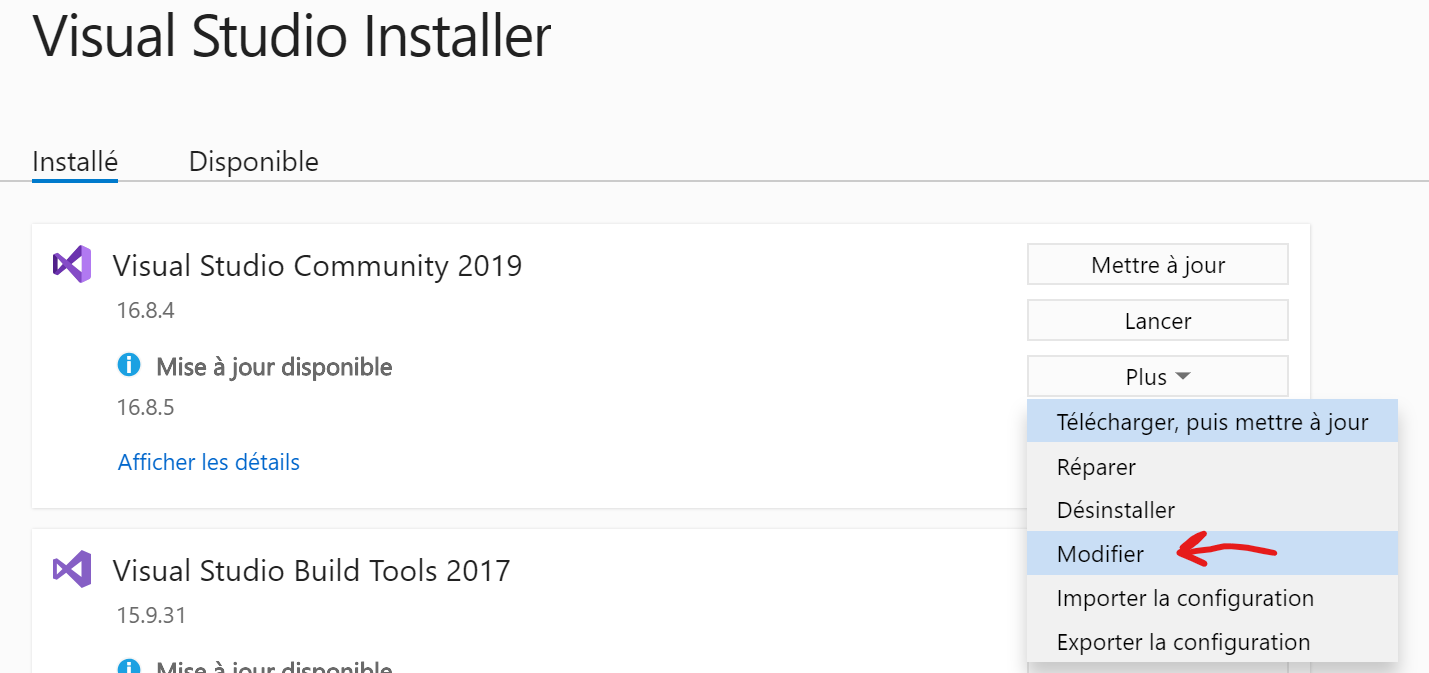 Visual Studio Installer
Installé
Disponible
Visual Studio Community 2019
16.8.4
Mise à jour disponible
16.8.5
Afficher les détails
Mettre à jour
Lancer
Plus
Télécharger, puis mettre à jour
Réparer
Désinstaller
Modifier
Importer la configuration
Exporter la configuration
Visual Studio Build Tools 2017
15.9.31
Mise à jour disponible